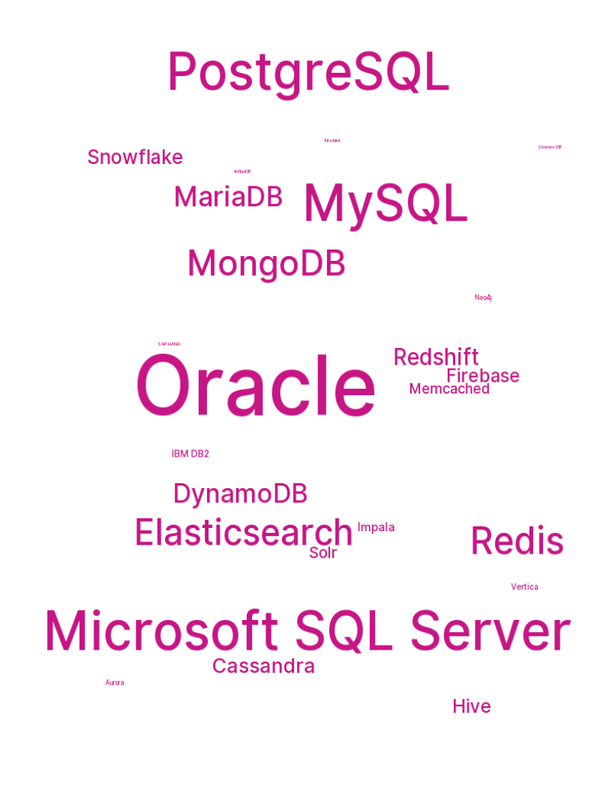 PostgreSQL
Firebird
Cosmos DB
Snowflake
InfluxDB
MariaDB
MySQL
MongoDB
Neo4j
SAP HANA
Oracle
Redshift
Firebase
Memcached
IBM DB2
DynamoDB
Elasticsearch
Impala
Redis
Solr
Vertica
Microsoft SQL Server
Cassandra
Aurora
Hive